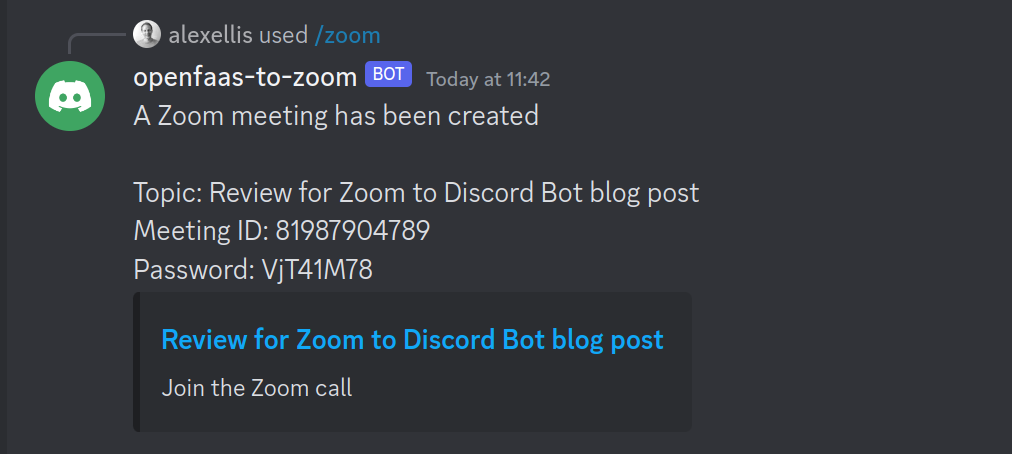 alexellis used /zoom
openfaas-to-zoom BOT Today at 11:42
A Zoom meeting has been created
Topic: Review for Zoom to Discord Bot blog post
Meeting ID: 81987904789
Password: VjT41M78
Review for Zoom to Discord Bot blog post
Join the Zoom call